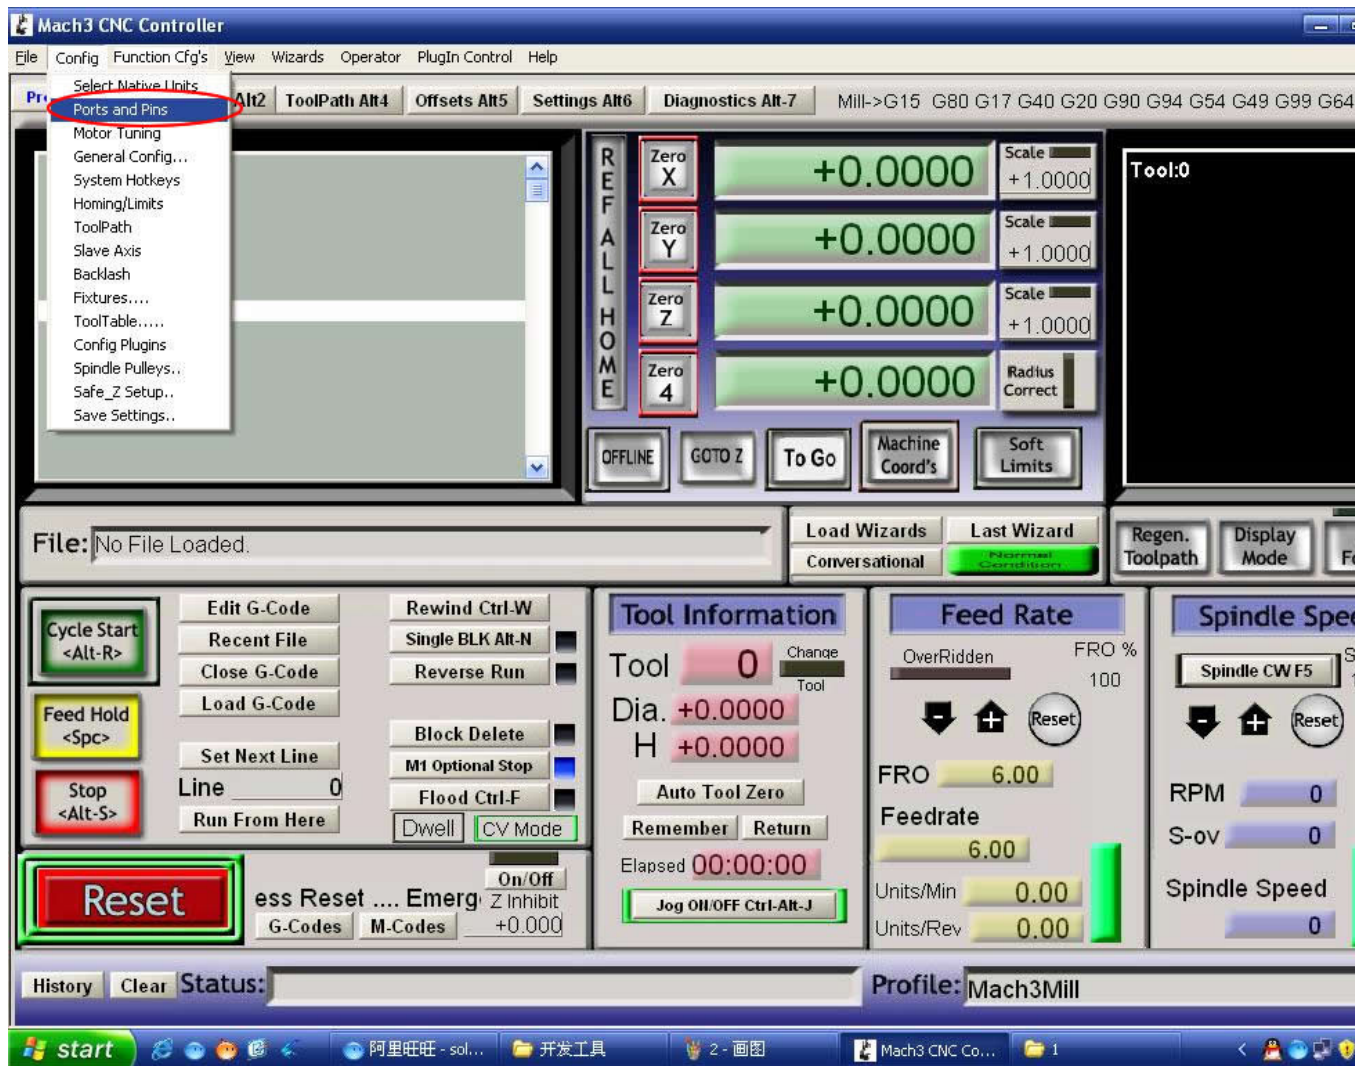 Mach3 CNC Controller
File Config Function Cfg's View Wizards Operator PlugIn Control Help
Select Native Units
Ports and Pins
Motor Tuning
General Config...
System Hotkeys
Homing/Limits
ToolPath
Slave Axis
Backlash
Fixtures....
ToolTable.....
Config Plugins
Spindle Pulleys..
Safe_Z Setup..
Save Settings..
Alt2 ToolPath Alt4 Offsets Alt5 Settings Alt6 Diagnostics Alt-7 Mill->G15 G80 G17 G40 G20 G90 G94 G54 G49 G99 G64
REF ALL HOME
Zero X +0.0000 Scale +1.0000
Zero Y +0.0000 Scale +1.0000
Zero Z +0.0000 Scale +1.0000
Zero 4 +0.0000 Radius Correct
OFFLINE GOTO Z To Go Machine Coord's Soft Limits
Tool:0
File: No File Loaded.
Load Wizards Last Wizard
Conversational Normal Condition
Regen. Toolpath Display Mode
Cycle Start <Alt-R>
Feed Hold <Spc>
Stop <Alt-S>
Edit G-Code
Recent File
Close G-Code
Load G-Code
Set Next Line
Line 0
Run From Here
Rewind Ctrl-W
Single BLK Alt-N
Reverse Run
Block Delete
M1 Optional Stop
Flood Ctrl-F
Dwell CV Mode
Reset
ess Reset .... Emerg
G-Codes M-Codes
On/Off
Z Inhibit
+0.000
Tool Information
Tool 0 Change Tool
Dia. +0.0000
H +0.0000
Auto Tool Zero
Remember Return
Elapsed 00:00:00
Jog ON/OFF Ctrl-Alt-J
Feed Rate
OverRidden FRO %
100
Reset
FRO 6.00
Feedrate
6.00
Units/Min 0.00
Units/Rev 0.00
Spindle Spee
Spindle CW F5
Reset
RPM 0
S-ov 0
Spindle Speed
0
History Clear Status:
Profile: Mach3Mill
start 阿里旺旺 - sol... 开发工具 2 - 画图 Mach3 CNC Co... 1